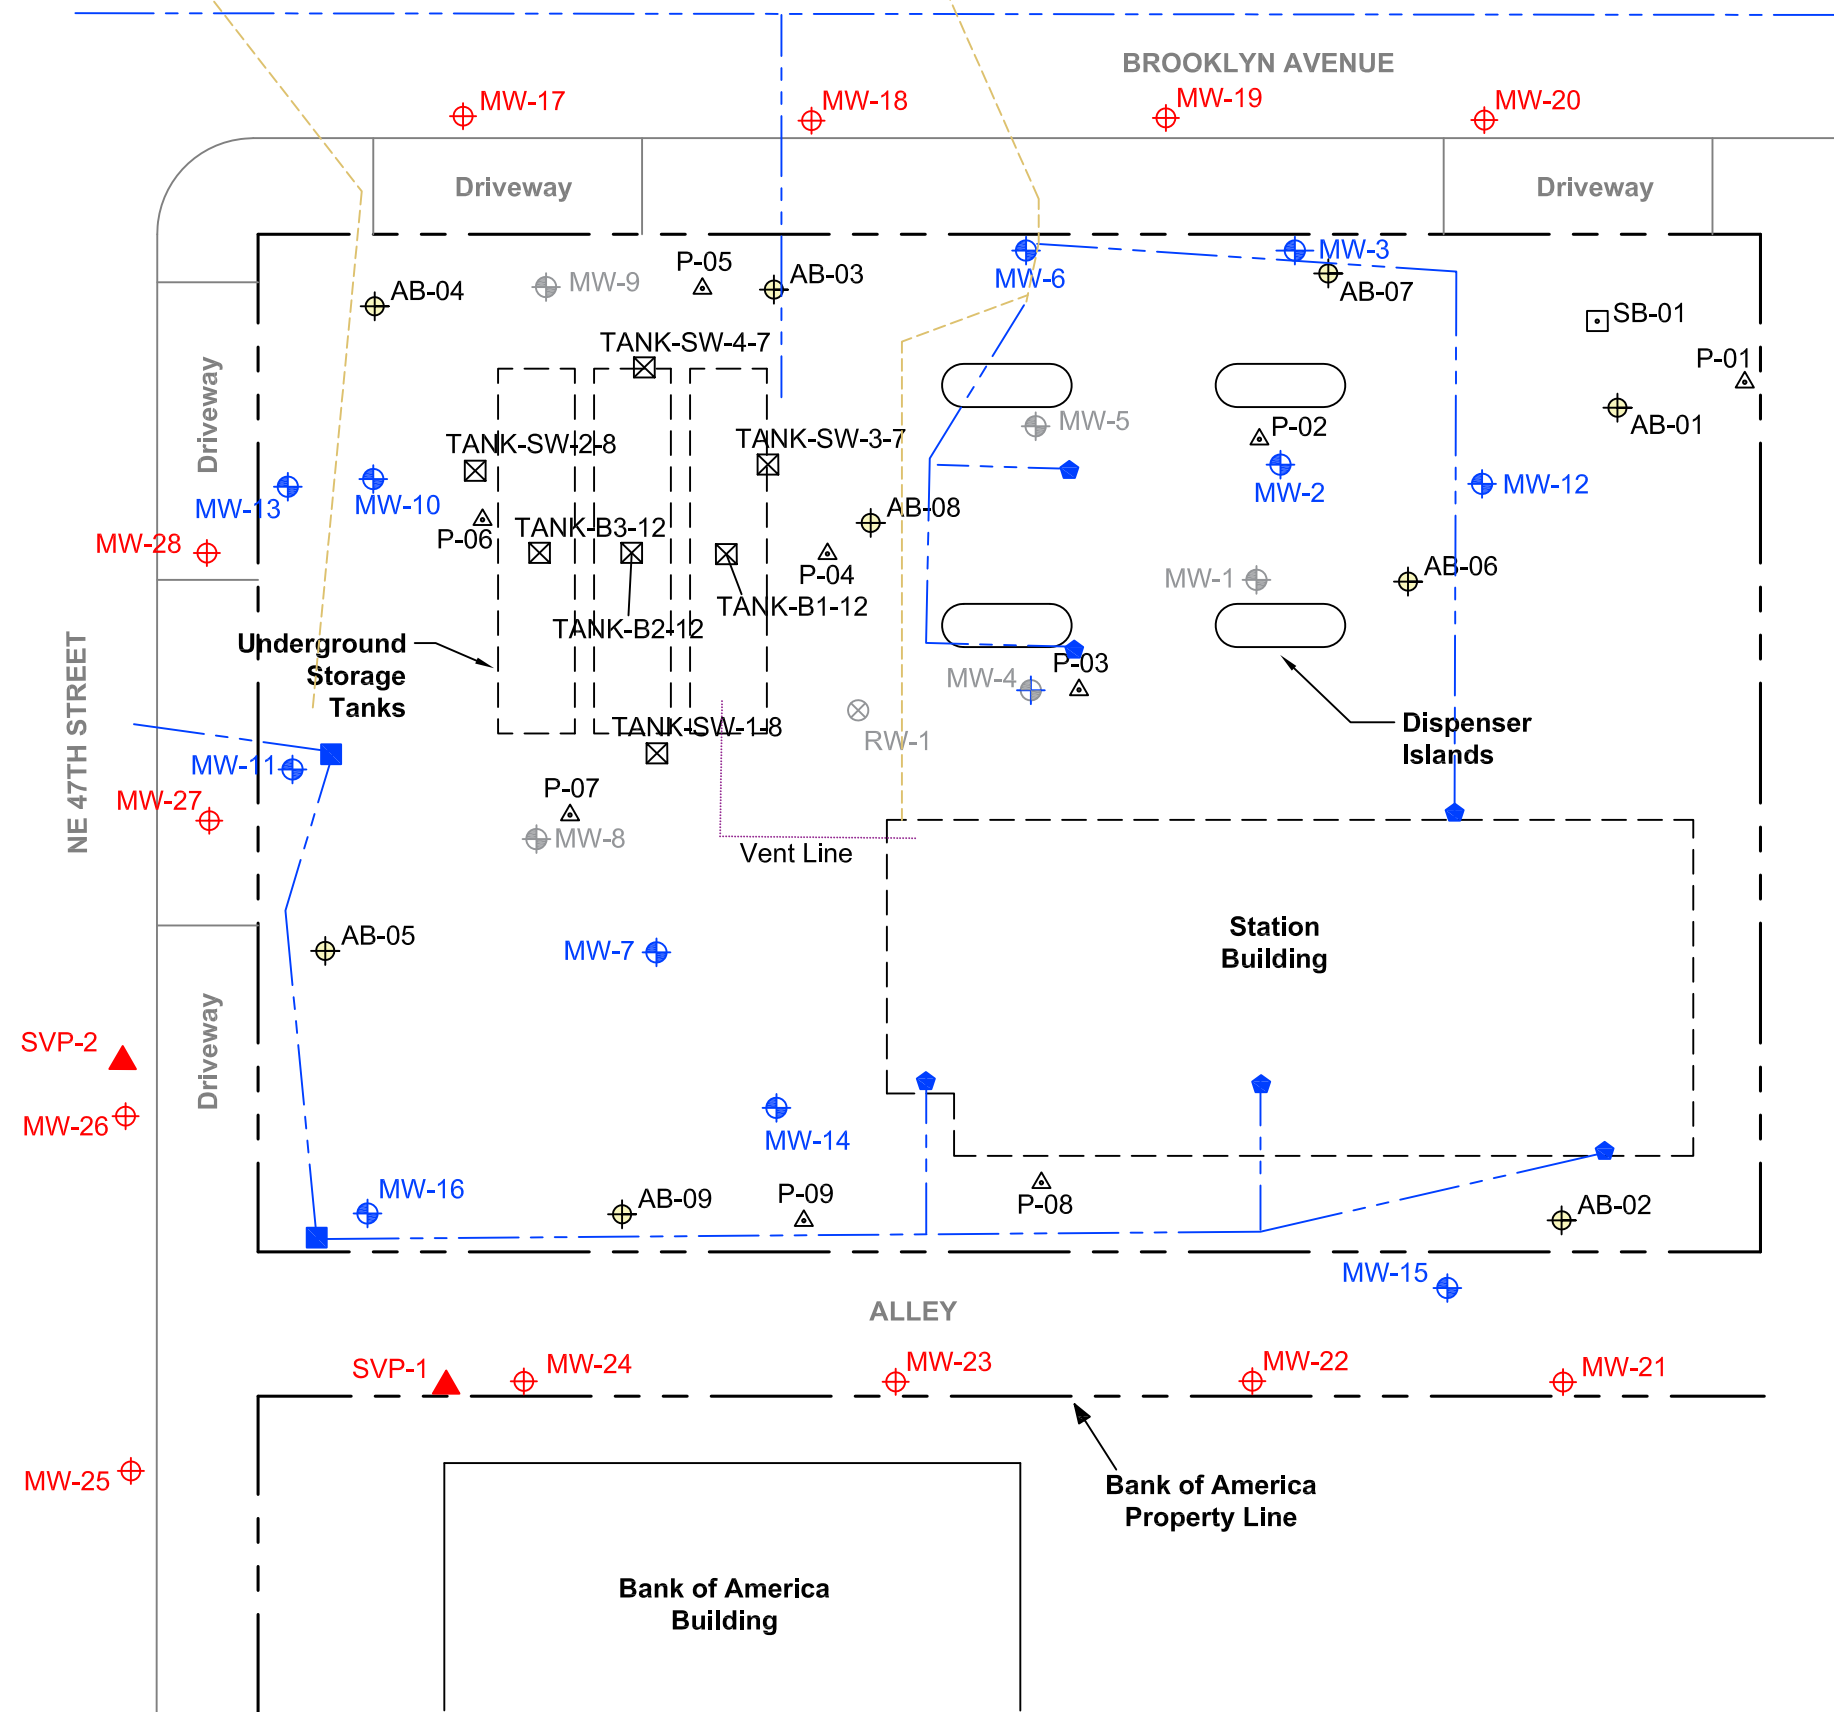 BROOKLYN AVENUE
MW-17
MW-18
MW-19
MW-20
Driveway
Driveway
MW-9
P-05
AB-03
AB-04
MW-6
MW-3
AB-07
SB-01
P-01
AB-01
TANK-SW-4-7
TANK-SW-2-8
TANK-SW-3-7
MW-5
P-02
MW-2
MW-12
Driveway
MW-13
MW-10
MW-28
P-06
TANK-B3-12
AB-08
P-04
TANK-B1-12
TANK-B2-12
MW-1
AB-06
Underground
Storage
Tanks
NE 47TH STREET
MW-4
P-03
RW-1
TANK-SW-1-8
Dispenser
Islands
MW-11
MW-27
P-07
MW-8
Vent Line
AB-05
MW-7
Station
Building
Driveway
SVP-2
MW-26
MW-14
MW-16
AB-09
P-09
P-08
AB-02
MW-15
ALLEY
SVP-1
MW-24
MW-23
MW-22
MW-21
MW-25
Bank of America
Property Line
Bank of America
Building